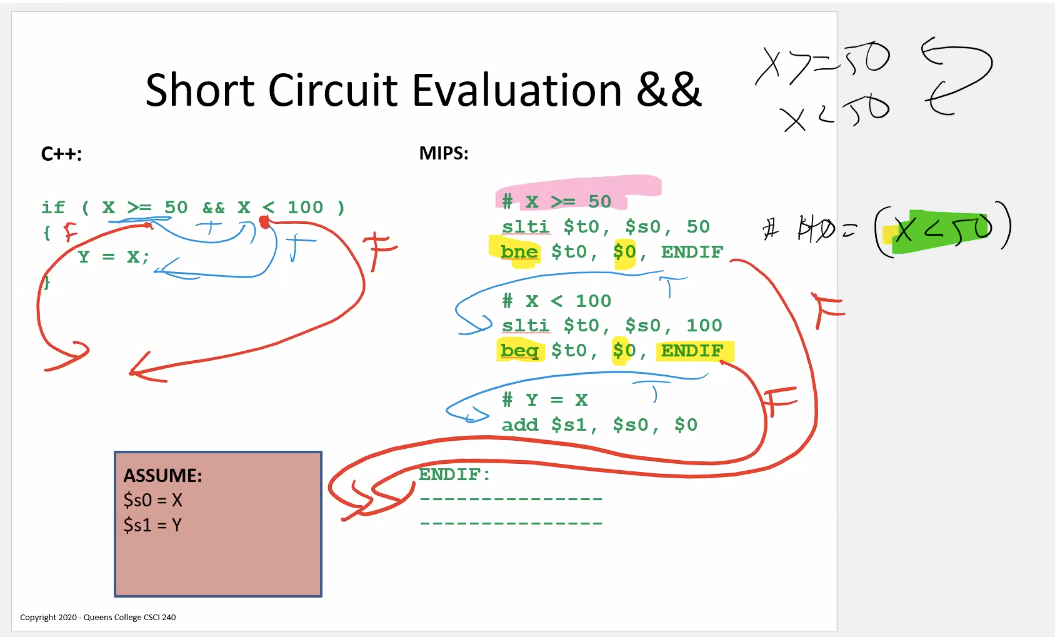 Short Circuit Evaluation &&
X >= 50
X < 50
C++:
if ( X >= 50 && X < 100 )
{
Y = X;
}
F
T
T
F
MIPS:
# X >= 50
slti $t0, $s0, 50
bne $t0, $0, ENDIF
T
# X < 100
slti $t0, $s0, 100
beq $t0, $0, ENDIF
T
# Y = X
add $s1, $s0, $0
ENDIF:
---------------
---------------
F
F
= (X < 50)
ASSUME:
$s0 = X
$s1 = Y
Copyright 2020 - Queens College CSCI 240